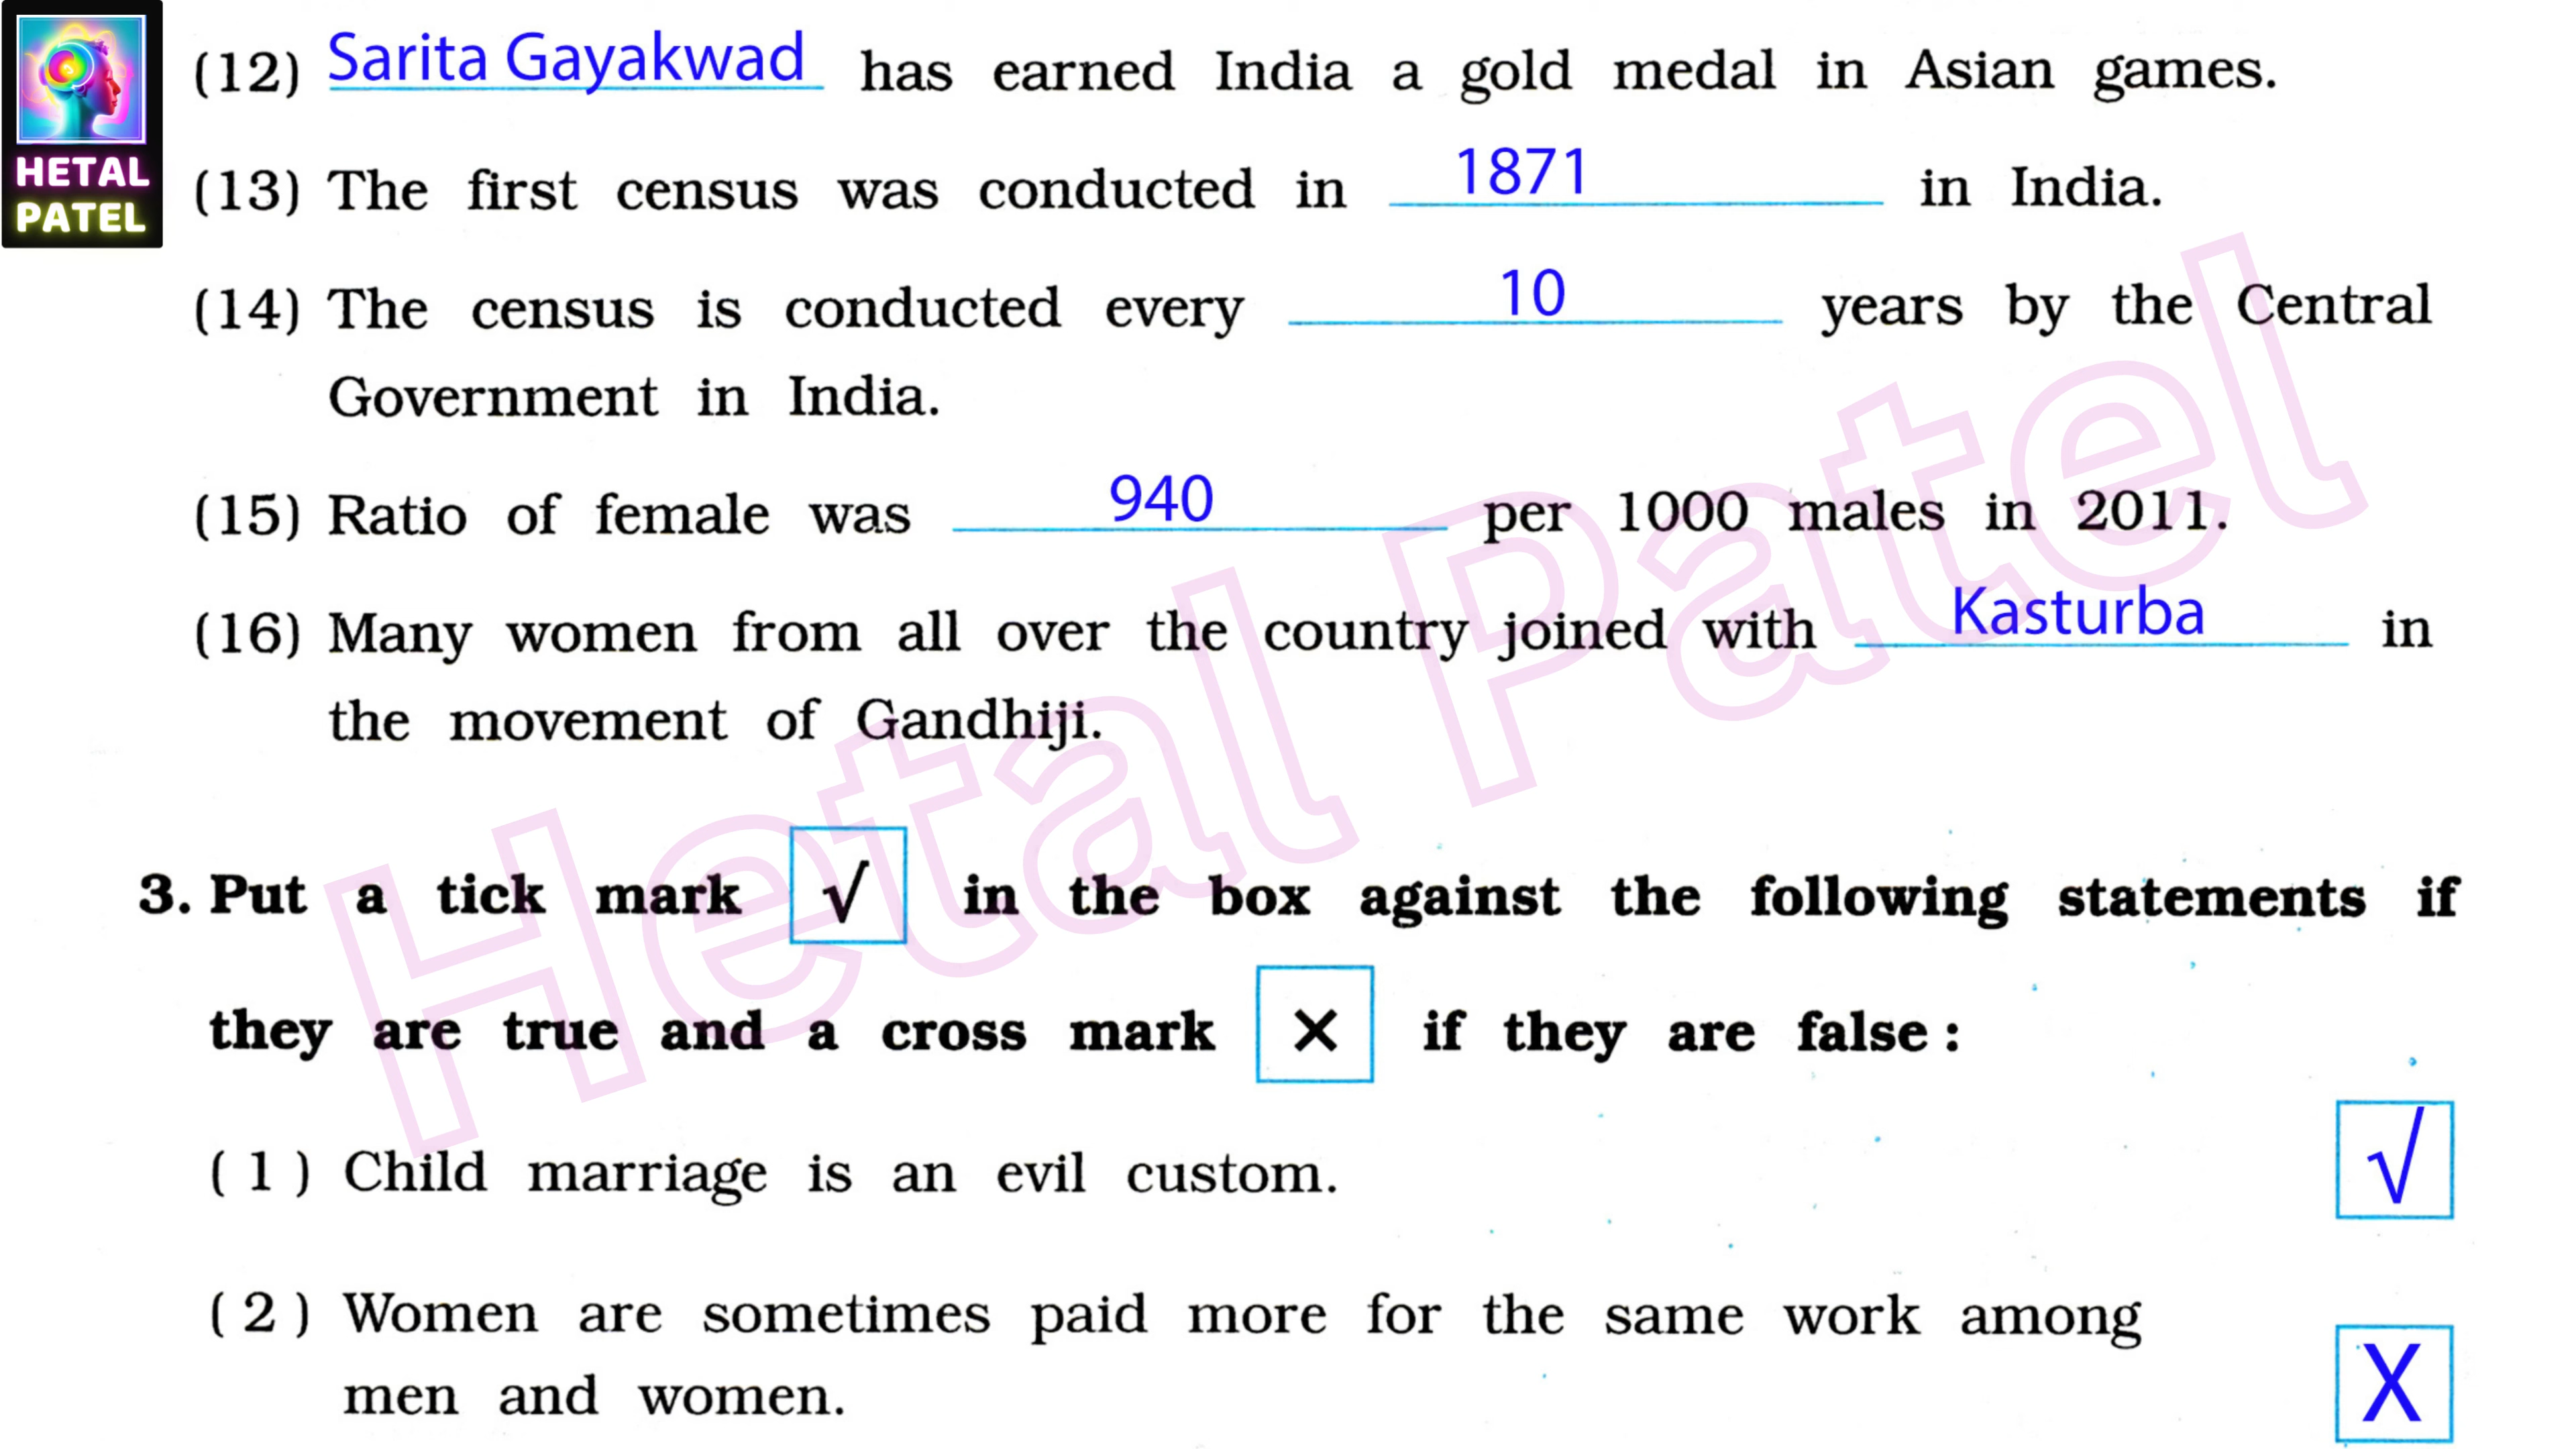 HETAL
PATEL
(12) Sarita Gayakwad has earned India a gold medal in Asian games.
(13) The first census was conducted in 1871 in India.
(14) The census is conducted every 10 years by the Central
Government in India.
(15) Ratio of female was 940 per 1000 males in 2011.
(16) Many women from all over the country joined with Kasturba in
the movement of Gandhiji.
Hetal Patel
3. Put a tick mark √ in the box against the following statements if
they are true and a cross mark × if they are false :
( 1 ) Child marriage is an evil custom. √
( 2 ) Women are sometimes paid more for the same work among
men and women. X